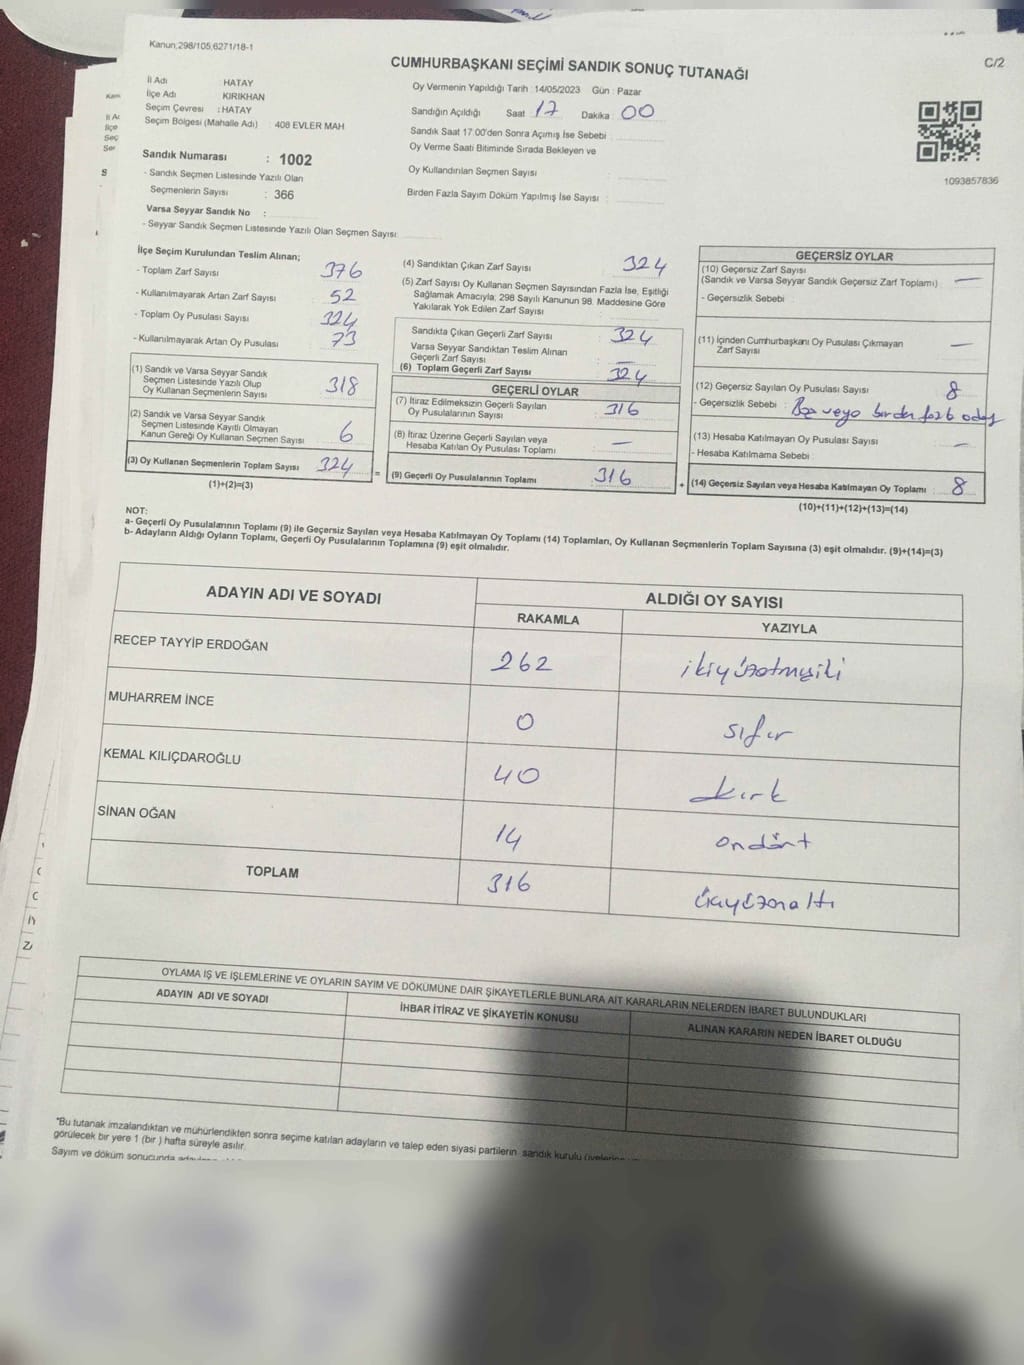 Kanun;298/105,6271/18-1
C/2
CUMHURBAŞKANI SEÇİMİ SANDIK SONUÇ TUTANAĞI
İl Adı HATAY
İlçe Adı KIRIKHAN
Seçim Çevresi : HATAY
Seçim Bölgesi (Mahalle Adı) : 408 EVLER MAH
Sandık Numarası : 1002
- Sandık Seçmen Listesinde Yazılı Olan
Seçmenlerin Sayısı : 366
Varsa Seyyar Sandık No :
- Seyyar Sandık Seçmen Listesinde Yazılı Olan Seçmen Sayısı:
Oy Vermenin Yapıldığı Tarih : 14/05/2023 Gün : Pazar
Sandığın Açıldığı Saat 17 Dakika : 00
Sandık Saat 17:00'den Sonra Açımış İse Sebebi :
Oy Verme Saati Bitiminde Sırada Bekleyen ve
Oy Kullandırılan Seçmen Sayısı :
Birden Fazla Sayım Döküm Yapılmış İse Sayısı :
1093857836
İlçe Seçim Kurulundan Teslim Alınan;
- Toplam Zarf Sayısı 376
- Kullanılmayarak Artan Zarf Sayısı 52
- Toplam Oy Pusulası Sayısı 324
- Kullanılmayarak Artan Oy Pusulası 73
(1) Sandık ve Varsa Seyyar Sandık
Seçmen Listesinde Yazılı Olup
Oy Kullanan Seçmenlerin Sayısı 318
(2) Sandık ve Varsa Seyyar Sandık
Seçmen Listesinde Kayıtlı Olmayan
Kanun Gereği Oy Kullanan Seçmen Sayısı 6
(3) Oy Kullanan Seçmenlerin Toplam Sayısı 324
(1)+(2)=(3)
=
(4) Sandıktan Çıkan Zarf Sayısı 324
(5) Zarf Sayısı Oy Kullanan Seçmen Sayısından Fazla İse, Eşitliği
Sağlamak Amacıyla; 298 Sayılı Kanunun 98. Maddesine Göre
Yakılarak Yok Edilen Zarf Sayısı :
Sandıkta Çıkan Geçerli Zarf Sayısı : 324
Varsa Seyyar Sandıktan Teslim Alınan
Geçerli Zarf Sayısı : —
(6) Toplam Geçerli Zarf Sayısı : 324
GEÇERLİ OYLAR
(7) İtiraz Edilmeksizin Geçerli Sayılan
Oy Pusulalarının Sayısı : 316
(8) İtiraz Üzerine Geçerli Sayılan veya
Hesaba Katılan Oy Pusulası Toplamı : —
(9) Geçerli Oy Pusulalarının Toplamı : 316
+
GEÇERSİZ OYLAR
(10) Geçersiz Zarf Sayısı
(Sandık ve Varsa Seyyar Sandık Geçersiz Zarf Toplamı) : —
- Geçersizlik Sebebi :
(11) İçinden Cumhurbaşkanı Oy Pusulası Çıkmayan
Zarf Sayısı : —
(12) Geçersiz Sayılan Oy Pusulası Sayısı : 8
- Geçersizlik Sebebi : veya birden
(13) Hesaba Katılmayan Oy Pusulası Sayısı : —
- Hesaba Katılmama Sebebi :
(14) Geçersiz Sayılan veya Hesaba Katılmayan Oy Toplamı : 8
(10)+(11)+(12)+(13)=(14)
NOT:
a- Geçerli Oy Pusulalarının Toplamı (9) ile Geçersiz Sayılan veya Hesaba Katılmayan Oy Toplamı (14) Toplamları, Oy Kullanan Seçmenlerin Toplam Sayısına (3) eşit olmalıdır. (9)+(14)=(3)
b- Adayların Aldığı Oyların Toplamı, Geçerli Oy Pusulalarının Toplamına (9) eşit olmalıdır.
ADAYIN ADI VE SOYADI ALDIĞI OY SAYISI
RAKAMLA YAZIYLA
RECEP TAYYİP ERDOĞAN 262 ikiyüzatmışiki
MUHARREM İNCE 0 sıfır
KEMAL KILIÇDAROĞLU 40 kırk
SİNAN OĞAN 14 ondört
TOPLAM 316 üçyüzonaltı
OYLAMA İŞ VE İŞLEMLERİNE VE OYLARIN SAYIM VE DÖKÜMÜNE DAİR ŞİKAYETLERLE BUNLARA AİT KARARLARIN NELERDEN İBARET BULUNDUKLARI
ADAYIN ADI VE SOYADI İHBAR İTİRAZ VE ŞİKAYETİN KONUSU ALINAN KARARIN NEDEN İBARET OLDUĞU
*Bu tutanak imzalandıktan ve mühürlendikten sonra seçime katılan adayların ve talep eden siyasi partilerin sandık kurulu
görülecek bir yere 1 (bir ) hafta süreyle asılır.
Sayım ve döküm sonucunda